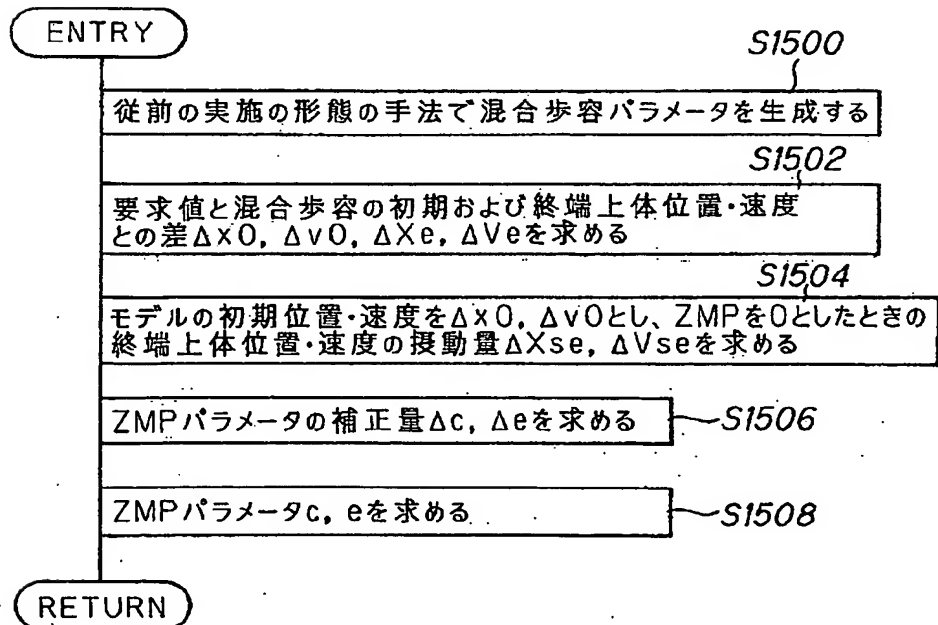 ENTRY
S1500
従前の実施の形態の手法で混合歩容パラメータを生成する
S1502
要求値と混合歩容の初期および終端上体位置・速度
との差Δx0, Δv0, ΔXe, ΔVeを求める
S1504
モデルの初期位置・速度をΔx0, Δv0とし、ZMPを0としたときの
終端上体位置・速度の摂動量ΔXse, ΔVseを求める
ZMPパラメータの補正量Δc, Δeを求める
S1506
ZMPパラメータc, eを求める
S1508
RETURN